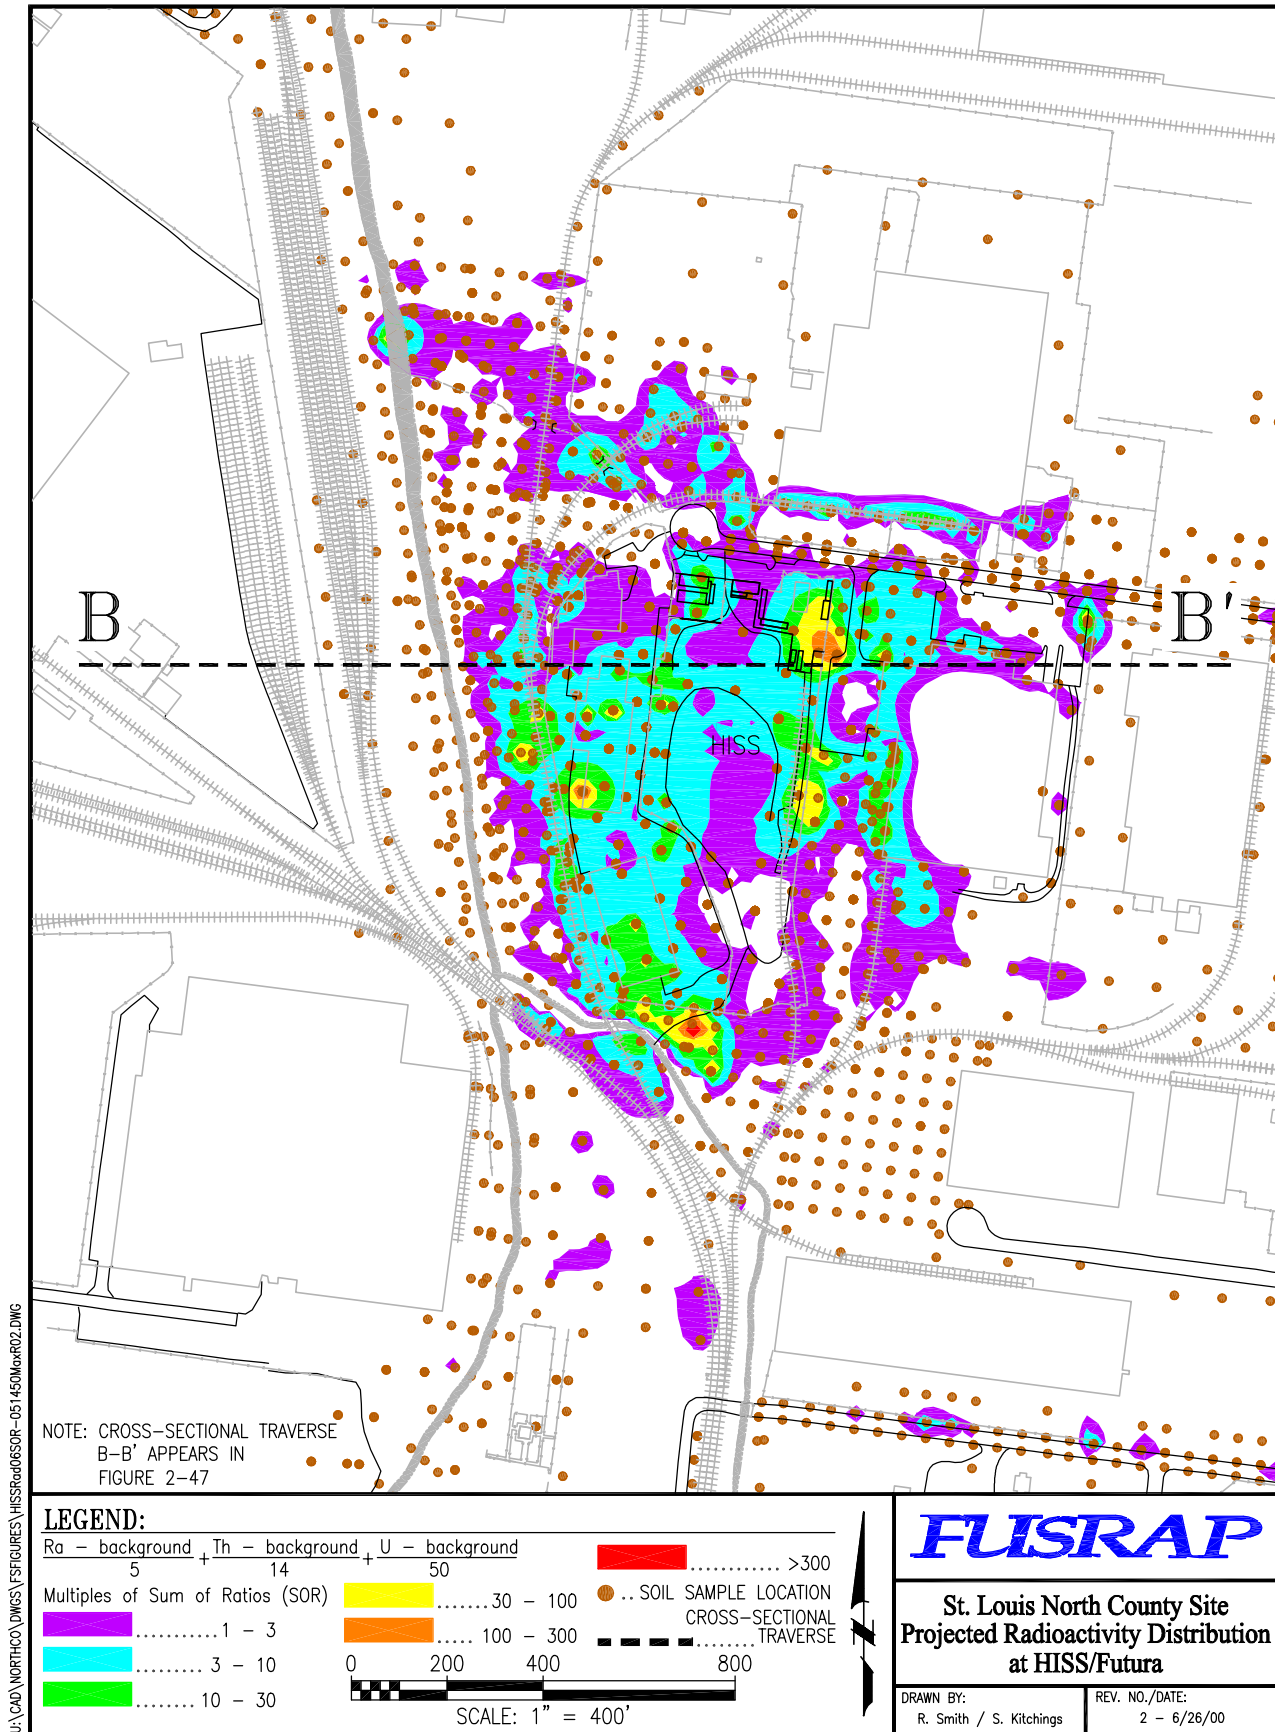 B
B'
HISS
NOTE: CROSS-SECTIONAL TRAVERSE
B-B' APPEARS IN
FIGURE 2-47
U:\CAD\NORTHCO\DWGS\FSFIGURES\HISSRad06SOR-051450MaxR02.DWG
LEGEND:
Ra - background + Th - background + U - background
5 14 50
Multiples of Sum of Ratios (SOR)
..........1 - 3
........ 3 - 10
........ 10 - 30
.......30 - 100
..... 100 - 300
.......... >300
.. SOIL SAMPLE LOCATION
CROSS-SECTIONAL
........ TRAVERSE
N
0 200 400 800
SCALE: 1" = 400'
FUSRAP
St. Louis North County Site
Projected Radioactivity Distribution
at HISS/Futura
DRAWN BY:
R. Smith / S. Kitchings
REV. NO./DATE:
2 - 6/26/00